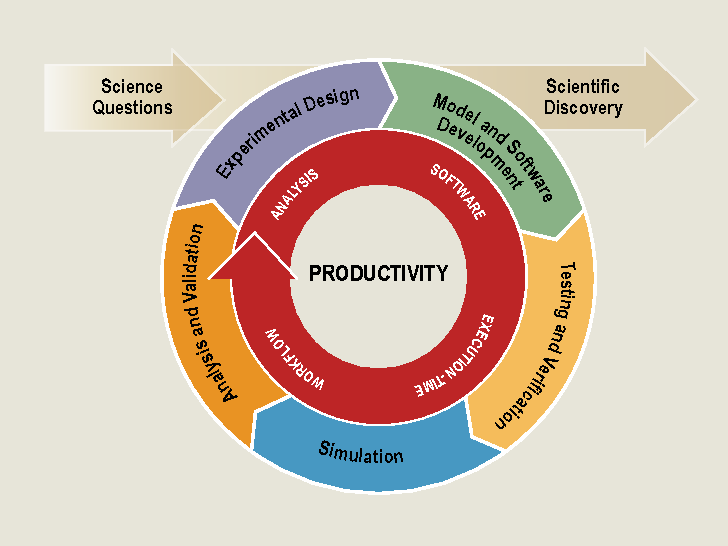 Science
Questions
Scientific
Discovery
Experimental Design
Model and Software
Development
Testing and Verification
Simulation
Analysis and Validation
ANALYSIS
SOFTWARE
EXECUTION-TIME
WORKFLOW
PRODUCTIVITY